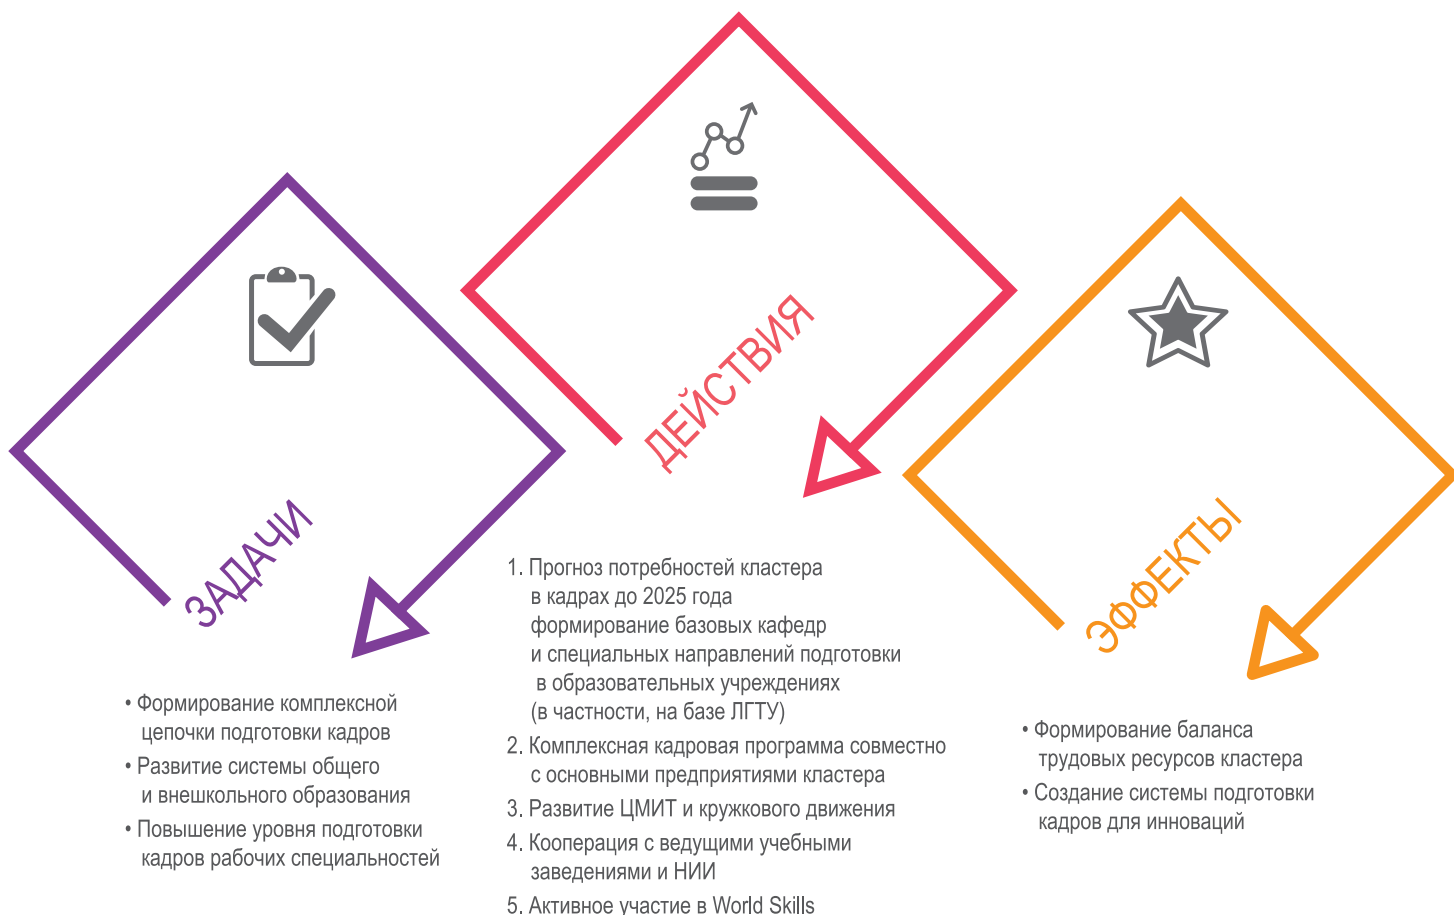 ЗАДАЧИ
• Формирование комплексной
цепочки подготовки кадров
• Развитие системы общего
и внешкольного образования
• Повышение уровня подготовки
кадров рабочих специальностей
ДЕЙСТВИЯ
1. Прогноз потребностей кластера
в кадрах до 2025 года
формирование базовых кафедр
и специальных направлений подготовки
в образовательных учреждениях
(в частности, на базе ЛГТУ)
2. Комплексная кадровая программа совместно
с основными предприятиями кластера
3. Развитие ЦМИТ и кружкового движения
4. Кооперация с ведущими учебными
заведениями и НИИ
5. Активное участие в World Skills
ЭФФЕКТЫ
• Формирование баланса
трудовых ресурсов кластера
• Создание системы подготовки
кадров для инноваций